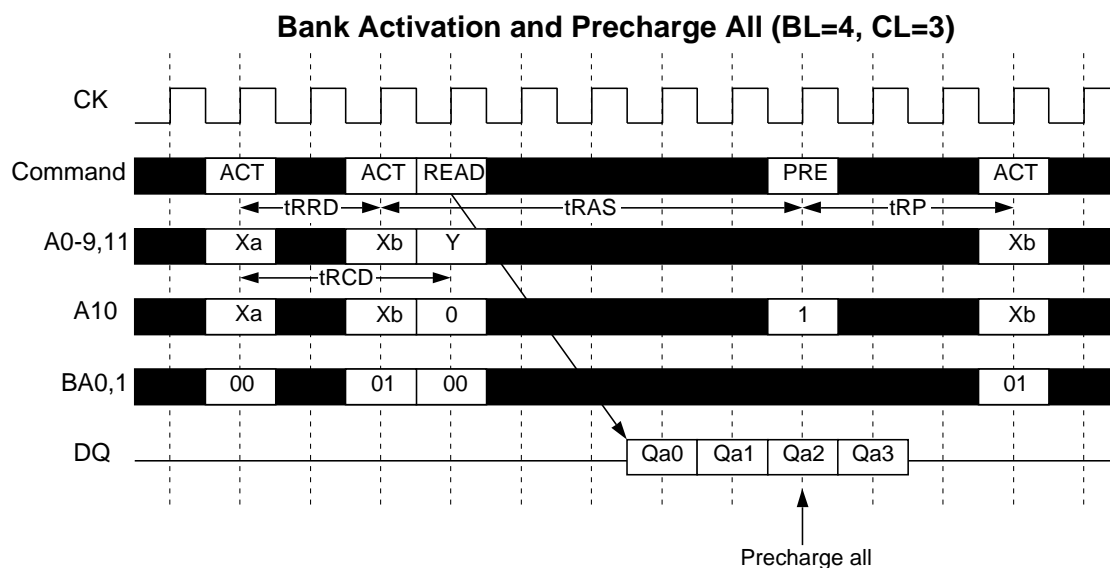 Bank Activation and Precharge All (BL=4, CL=3)
CK
Command ACT ACT READ PRE ACT
tRRD tRAS tRP
A0-9,11 Xa Xb Y Xb
tRCD
A10 Xa Xb 0 1 Xb
BA0,1 00 01 00 01
DQ Qa0 Qa1 Qa2 Qa3
Precharge all